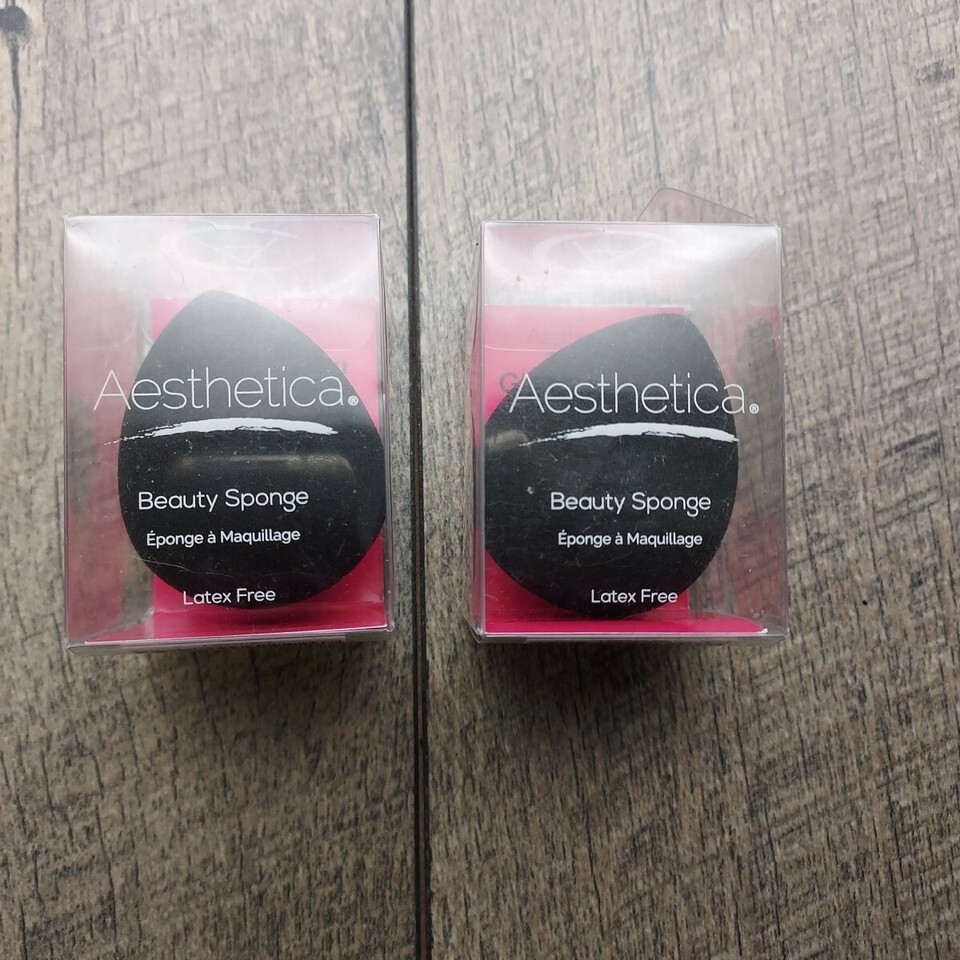 Aesthetica®
Beauty Sponge
Éponge à Maquillage
Latex Free
Aesthetica®
Beauty Sponge
Éponge à Maquillage
Latex Free